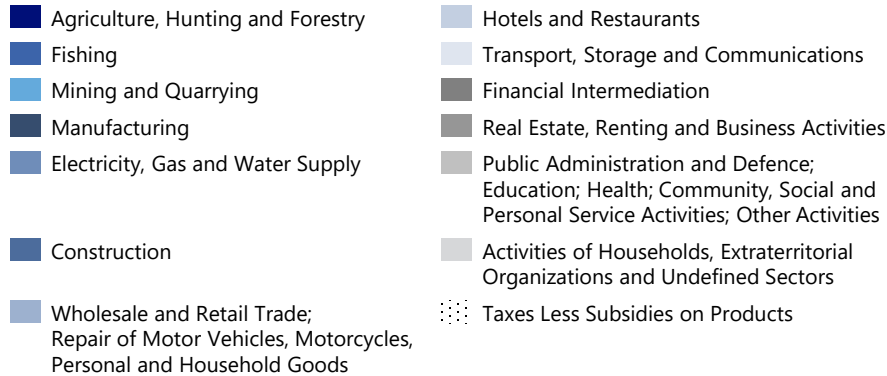 Agriculture, Hunting and Forestry
Fishing
Mining and Quarrying
Manufacturing
Electricity, Gas and Water Supply
Construction
Wholesale and Retail Trade;
Repair of Motor Vehicles, Motorcycles,
Personal and Household Goods
Hotels and Restaurants
Transport, Storage and Communications
Financial Intermediation
Real Estate, Renting and Business Activities
Public Administration and Defence;
Education; Health; Community, Social and
Personal Service Activities; Other Activities
Activities of Households, Extraterritorial
Organizations and Undefined Sectors
Taxes Less Subsidies on Products